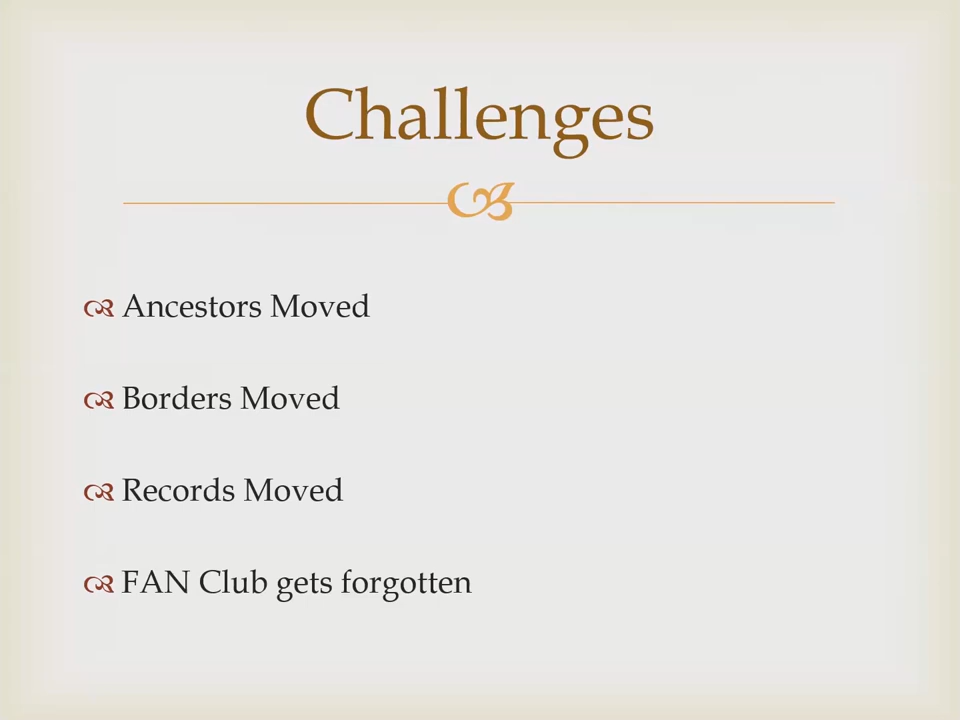 Challenges
Ancestors Moved
Borders Moved
Records Moved
FAN Club gets forgotten